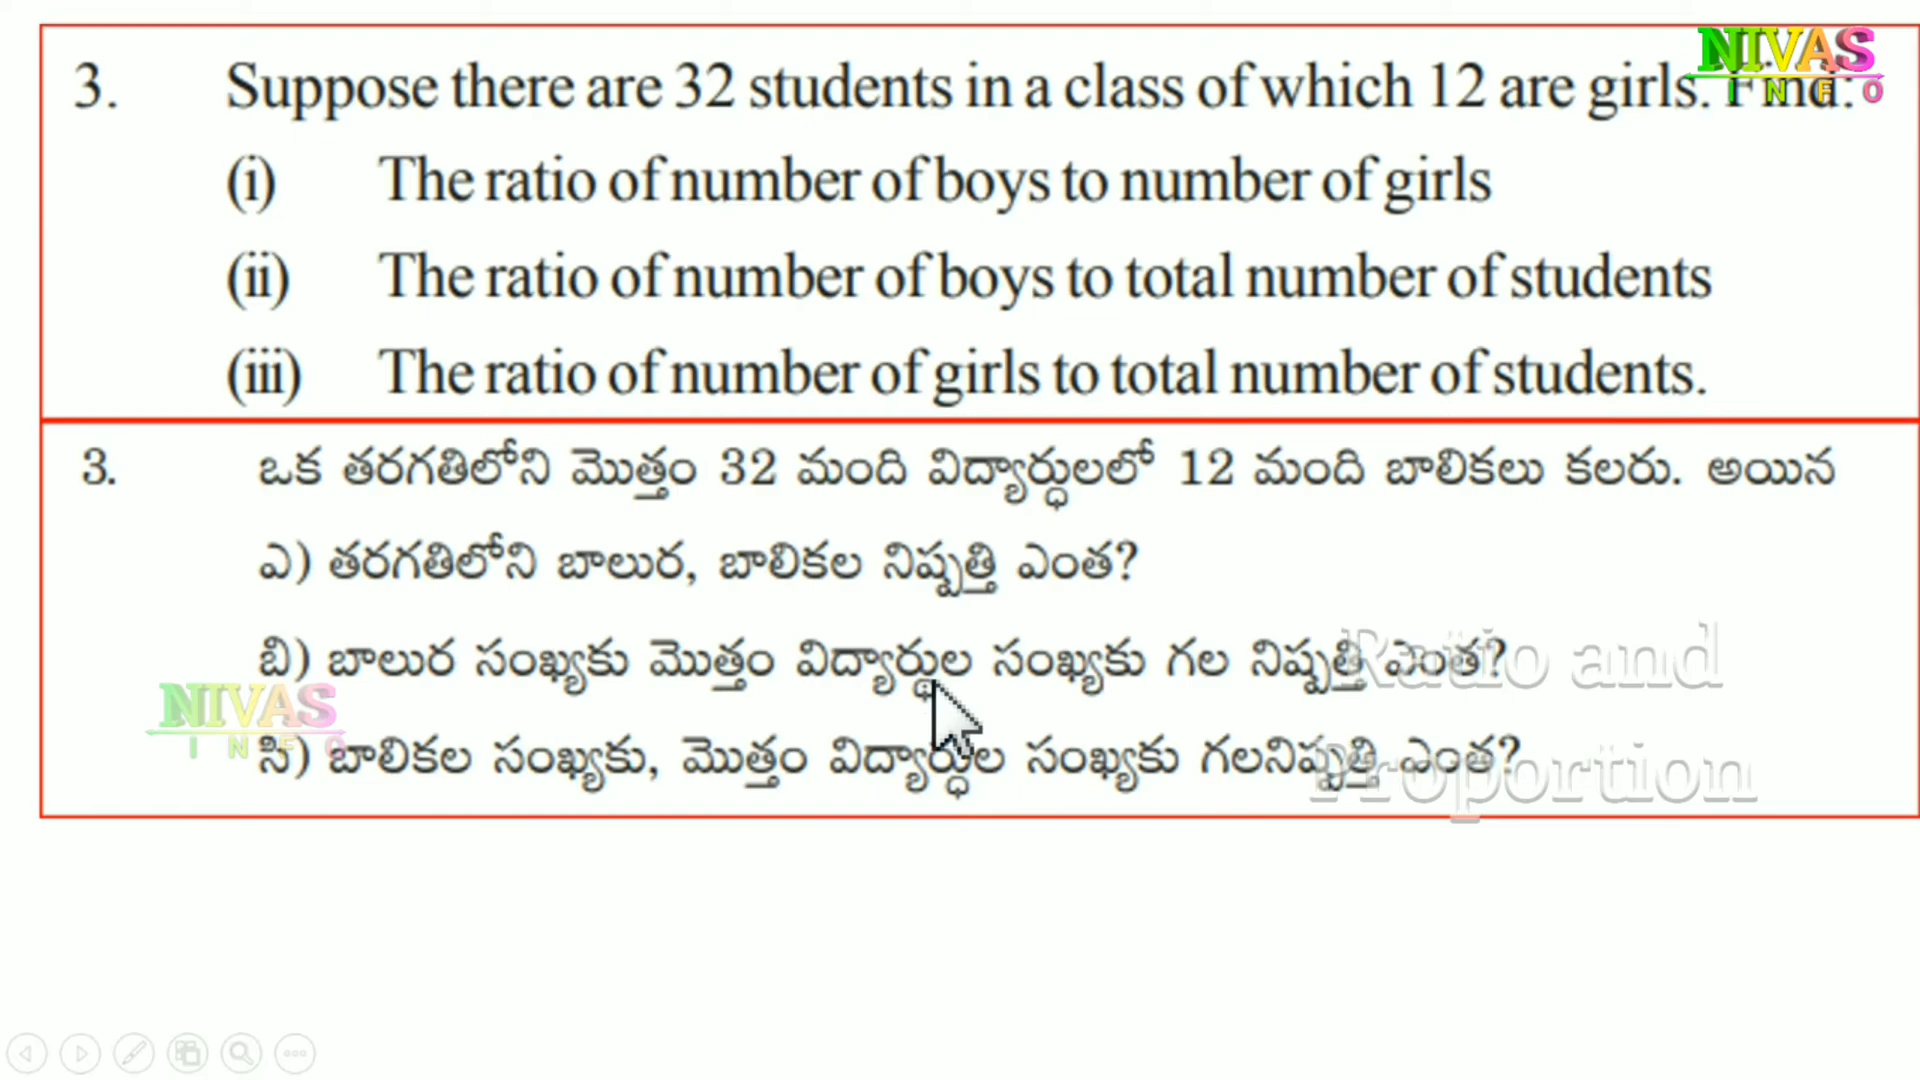 NIVAS
INFO
3. Suppose there are 32 students in a class of which 12 are girls. Find:
(i) The ratio of number of boys to number of girls
(ii) The ratio of number of boys to total number of students
(iii) The ratio of number of girls to total number of students.
3. ఒక తరగతిలోని మొత్తం 32 మంది విద్యార్ధులలో 12 మంది బాలికలు కలరు. అయిన
ఎ) తరగతిలోని బాలుర, బాలికల నిష్పత్తి ఎంత?
బి) బాలుర సంఖ్యకు మొత్తం విద్యార్థుల సంఖ్యకు గల నిష్పత్తి ఎంత?
సి) బాలికల సంఖ్యకు, మొత్తం విద్యార్ధుల సంఖ్యకు గలనిష్పత్తి ఎంత?
NIVAS
INFO
Ratio and
Proportion